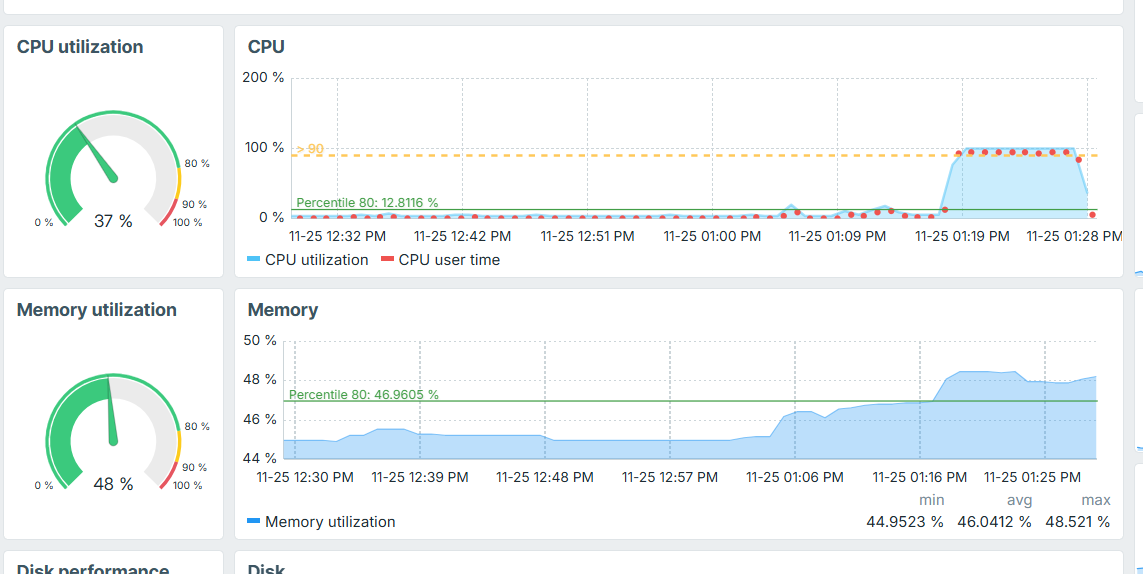 CPU utilization
80 %
90 %
0 %
100 %
37 %
CPU
200 %
100 %
> 90
Percentile 80: 12.8116 %
0 %
11-25 12:32 PM 11-25 12:42 PM 11-25 12:51 PM 11-25 01:00 PM 11-25 01:09 PM 11-25 01:19 PM 11-25 01:28 PM
CPU utilization CPU user time
Memory utilization
80 %
90 %
0 %
100 %
48 %
Memory
50 %
48 %
Percentile 80: 46.9605 %
46 %
44 %
11-25 12:30 PM 11-25 12:39 PM 11-25 12:48 PM 11-25 12:57 PM 11-25 01:06 PM 11-25 01:16 PM 11-25 01:25 PM
min avg max
Memory utilization 44.9523 % 46.0412 % 48.521 %
Disk performance
Disk